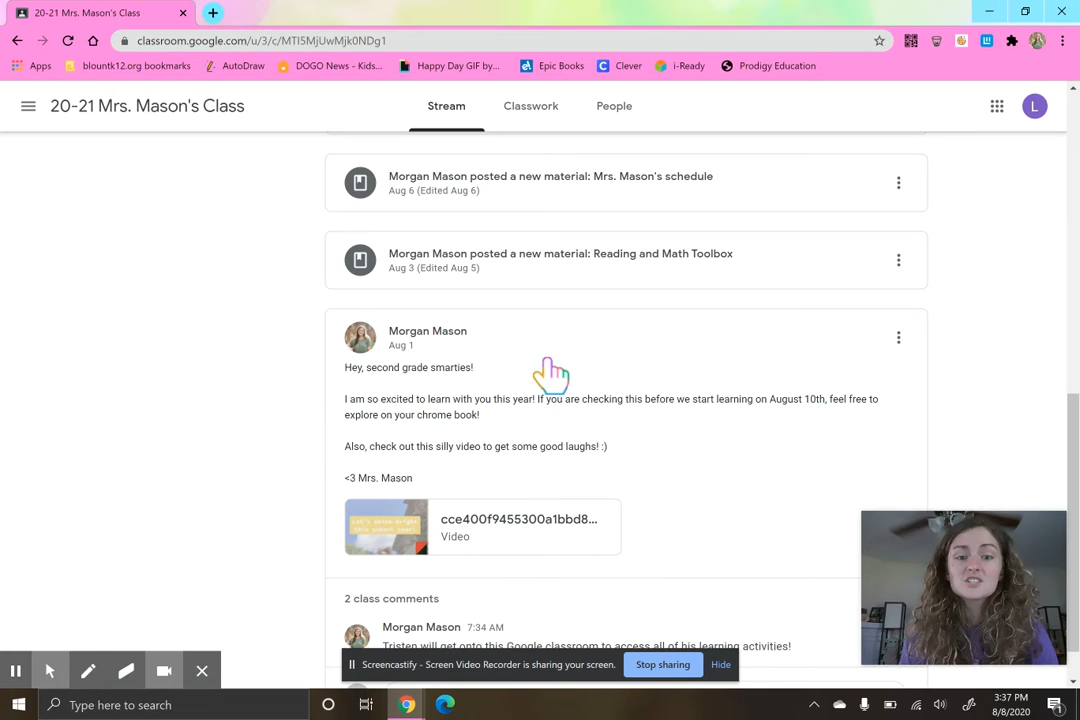 20-21 Mrs. Mason's Class
classroom.google.com/u/3/c/MTI5MjUwMjk0NDg1
Apps blountk12.org bookmarks AutoDraw DOGO News - Kids... Happy Day GIF by... Epic Books Clever i-Ready Prodigy Education
20-21 Mrs. Mason's Class Stream Classwork People L
Morgan Mason posted a new material: Mrs. Mason's schedule
Aug 6 (Edited Aug 6)
Morgan Mason posted a new material: Reading and Math Toolbox
Aug 3 (Edited Aug 5)
Morgan Mason
Aug 1
Hey, second grade smarties!
I am so excited to learn with you this year! If you are checking this before we start learning on August 10th, feel free to
explore on your chrome book!
Also, check out this silly video to get some good laughs! :)
<3 Mrs. Mason
cce400f9455300a1bbd8...
Video
2 class comments
Morgan Mason 7:34 AM
Tristen will get onto this Google classroom to access all of his learning activities!
Screencastify - Screen Video Recorder is sharing your screen. Stop sharing Hide
Type here to search
3:37 PM
8/8/2020